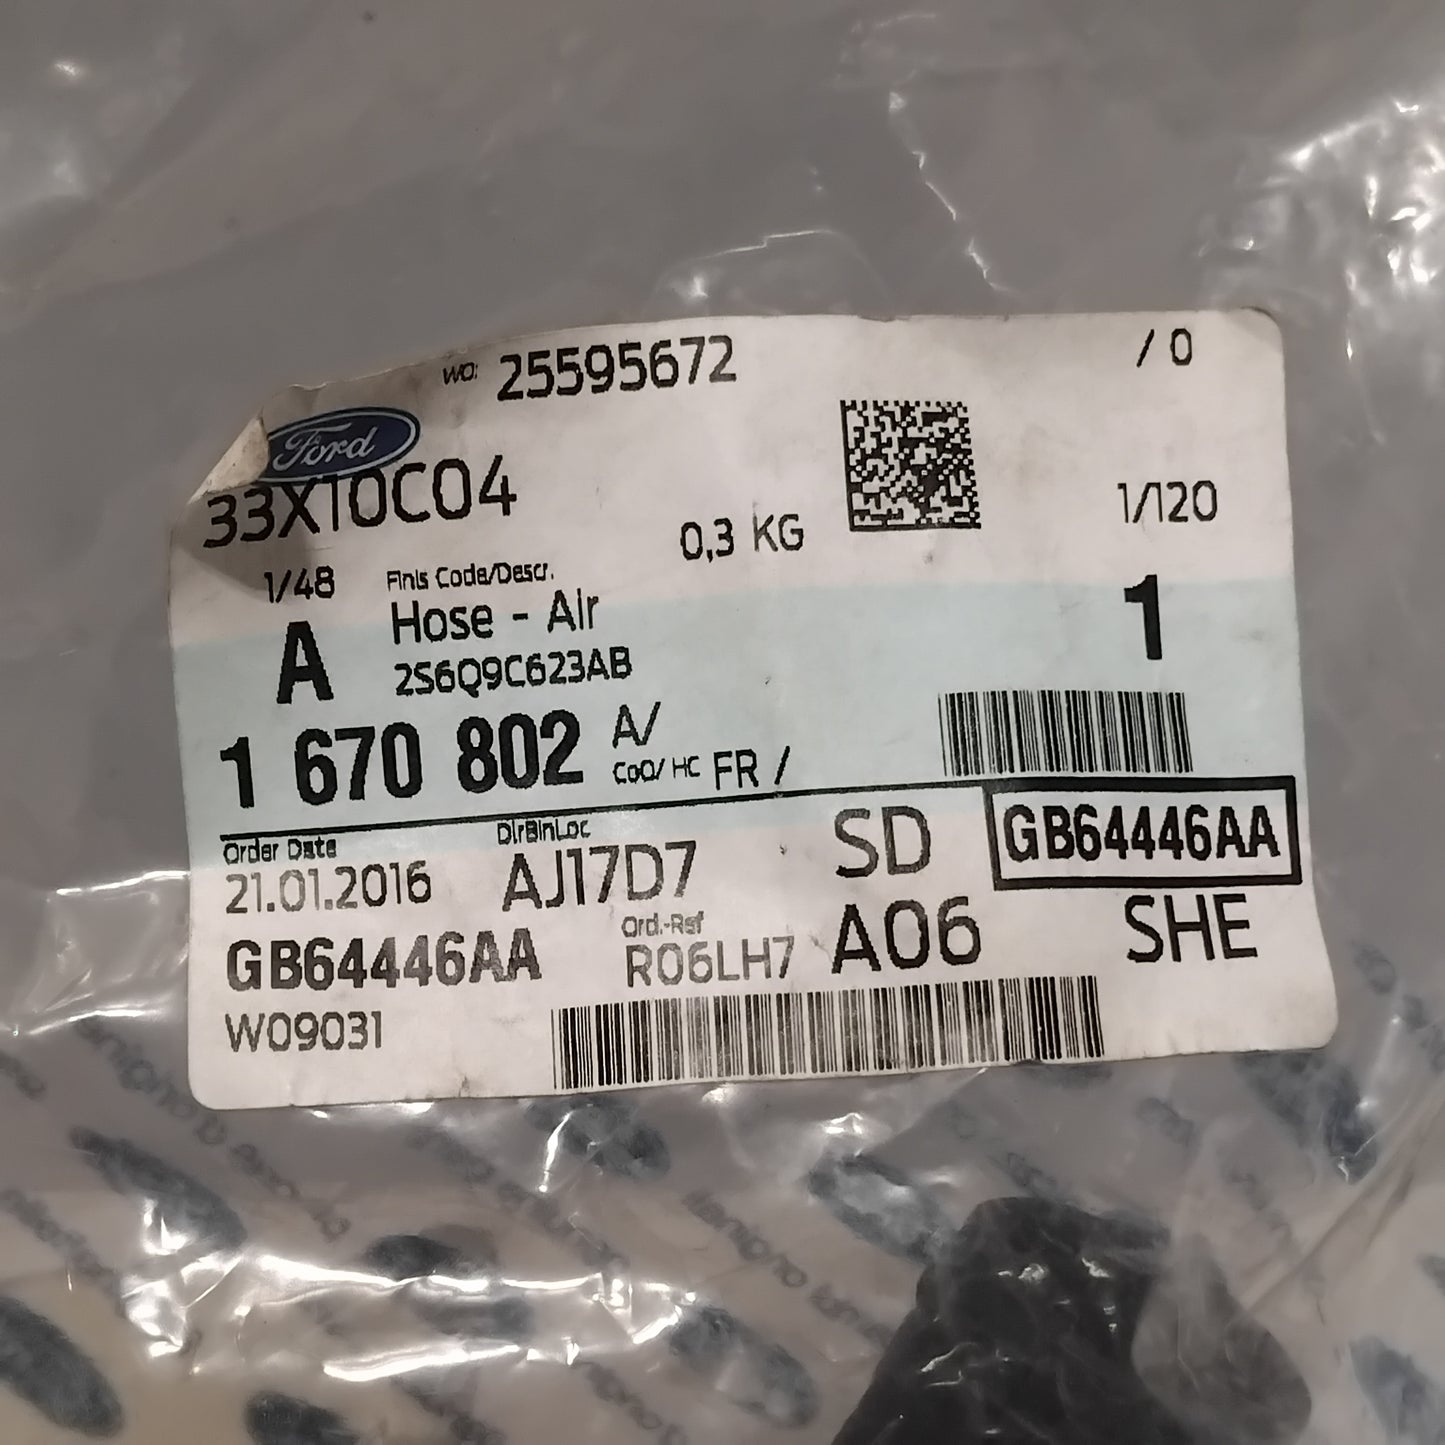 WO: 25595672
/ 0
Ford
33X10C04
0,3 KG
1/120
1/48
Finis Code/Descr.
A
Hose - Air
1
2S6Q9C623AB
1 670 802
A/
CoO/ HC FR /
Order Date
DirBinLoc
21.01.2016
AJ17D7
SD
GB64446AA
GB64446AA
Ord.-Ref
R06LH7
A06
SHE
W09031